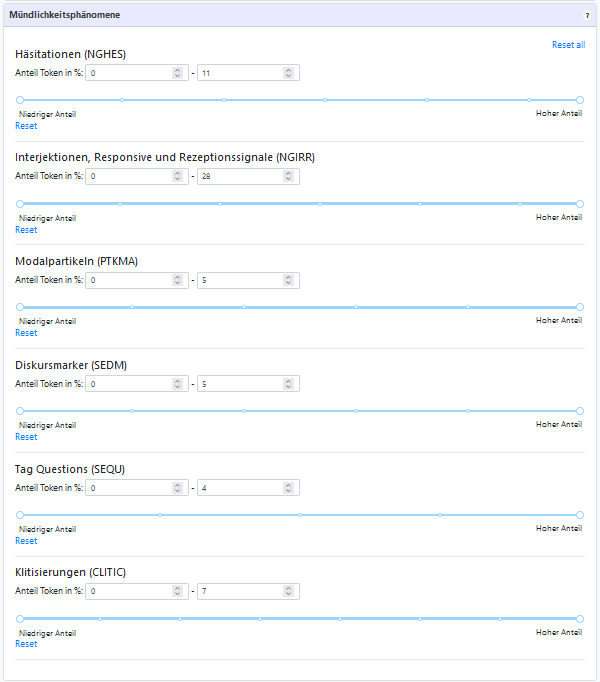 Mündlichkeitsphänomene ?
Reset all
Häsitationen (NGHES)
Anteil Token in %: 0 - 11
Niedriger Anteil Hoher Anteil
Reset
Interjektionen, Responsive und Rezeptionssignale (NGIRR)
Anteil Token in %: 0 - 28
Niedriger Anteil Hoher Anteil
Reset
Modalpartikeln (PTKMA)
Anteil Token in %: 0 - 5
Niedriger Anteil Hoher Anteil
Reset
Diskursmarker (SEDM)
Anteil Token in %: 0 - 5
Niedriger Anteil Hoher Anteil
Reset
Tag Questions (SEQU)
Anteil Token in %: 0 - 4
Niedriger Anteil Hoher Anteil
Reset
Klitisierungen (CLITIC)
Anteil Token in %: 0 - 7
Niedriger Anteil Hoher Anteil
Reset